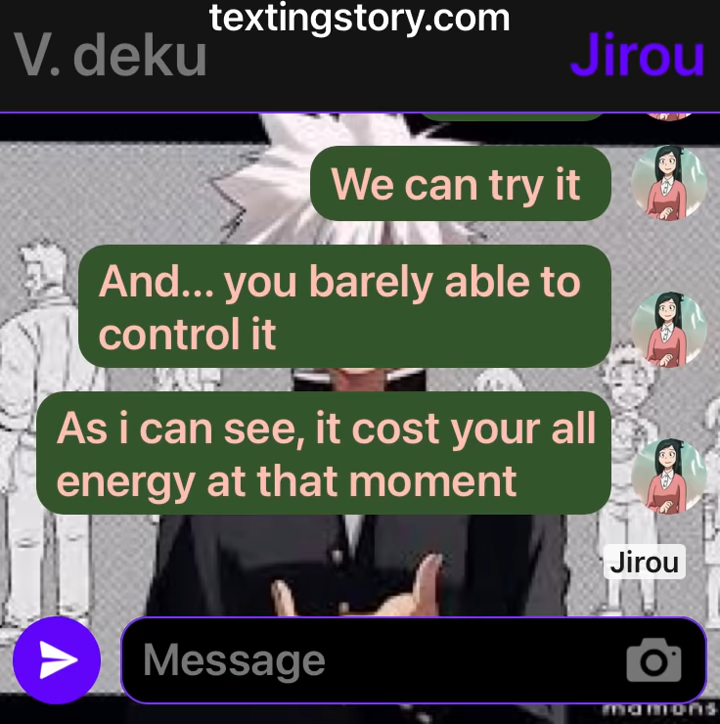 textingstory.com
V. deku
Jirou
We can try it
And... you barely able to
control it
As i can see, it cost your all
energy at that moment
Jirou
Message